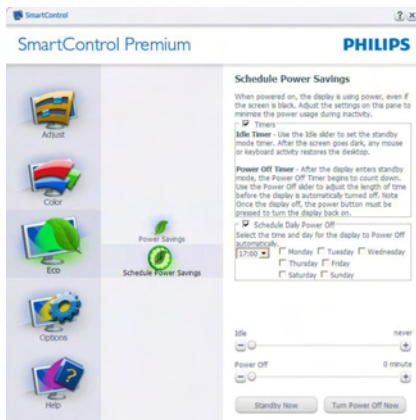 SmartControl
SmartControl Premium
PHILIPS
Adjust
Color
Eco
Options
Help
Power Savings
Schedule Power Savings
Schedule Power Savings
When powered on, the display is using power, even if
the screen is black. Adjust the settings on this pane to
minimize the power usage during inactivity.
Timers
Idle Timer - Use the Idle slider to set the standby
mode timer. After the screen goes dark, any mouse
or keyboard activity restores the desktop.
Power Off Timer - After the display enters standby
mode, the Power Off Timer begins to count down.
Use the Power Off slider to adjust the length of time
before the display is automatically turned off. Note
Once the display off, the power button must be
pressed to turn the display back on.
Schedule Daily Power Off
Select the time and day for the display to Power Off
automatically.
17:00 Monday Tuesday Wednesday
Thursday Friday
Saturday Sunday
Idle never
Power Off 0 minute
Standby Now Turn Power Off Now